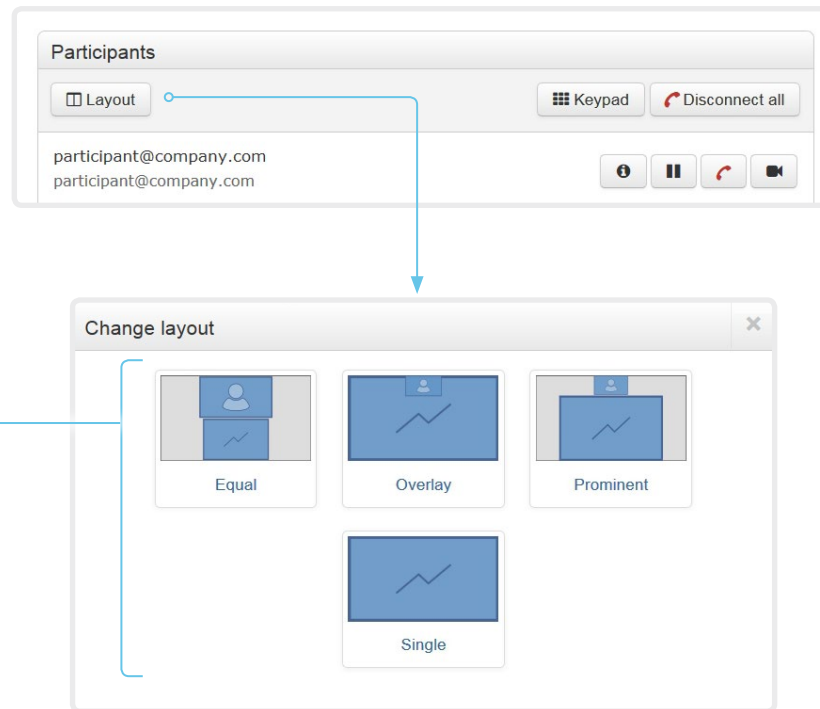 Participants
Layout
Keypad
Disconnect all
participant@company.com
participant@company.com
Change layout
Equal
Overlay
Prominent
Single